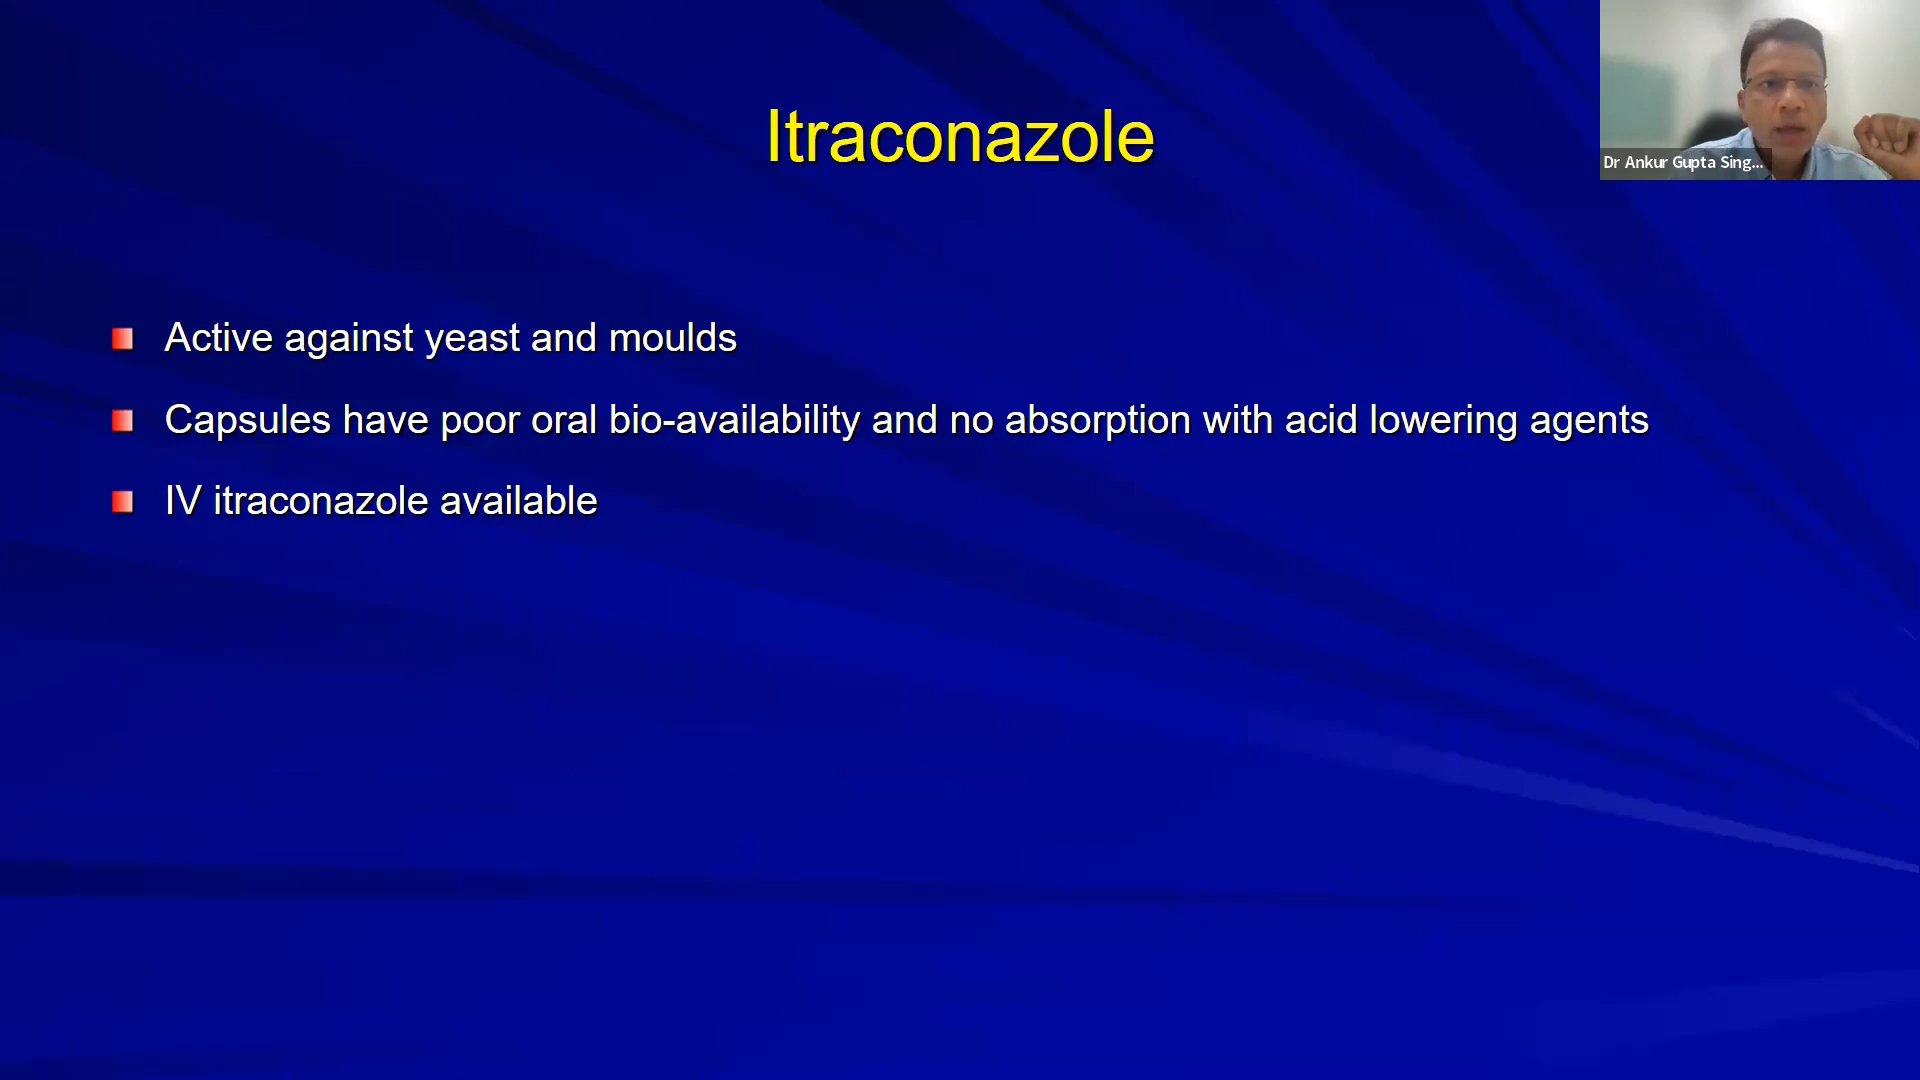 Itraconazole
Dr Ankur Gupta Sing...
Active against yeast and moulds
Capsules have poor oral bio-availability and no absorption with acid lowering agents
IV itraconazole available